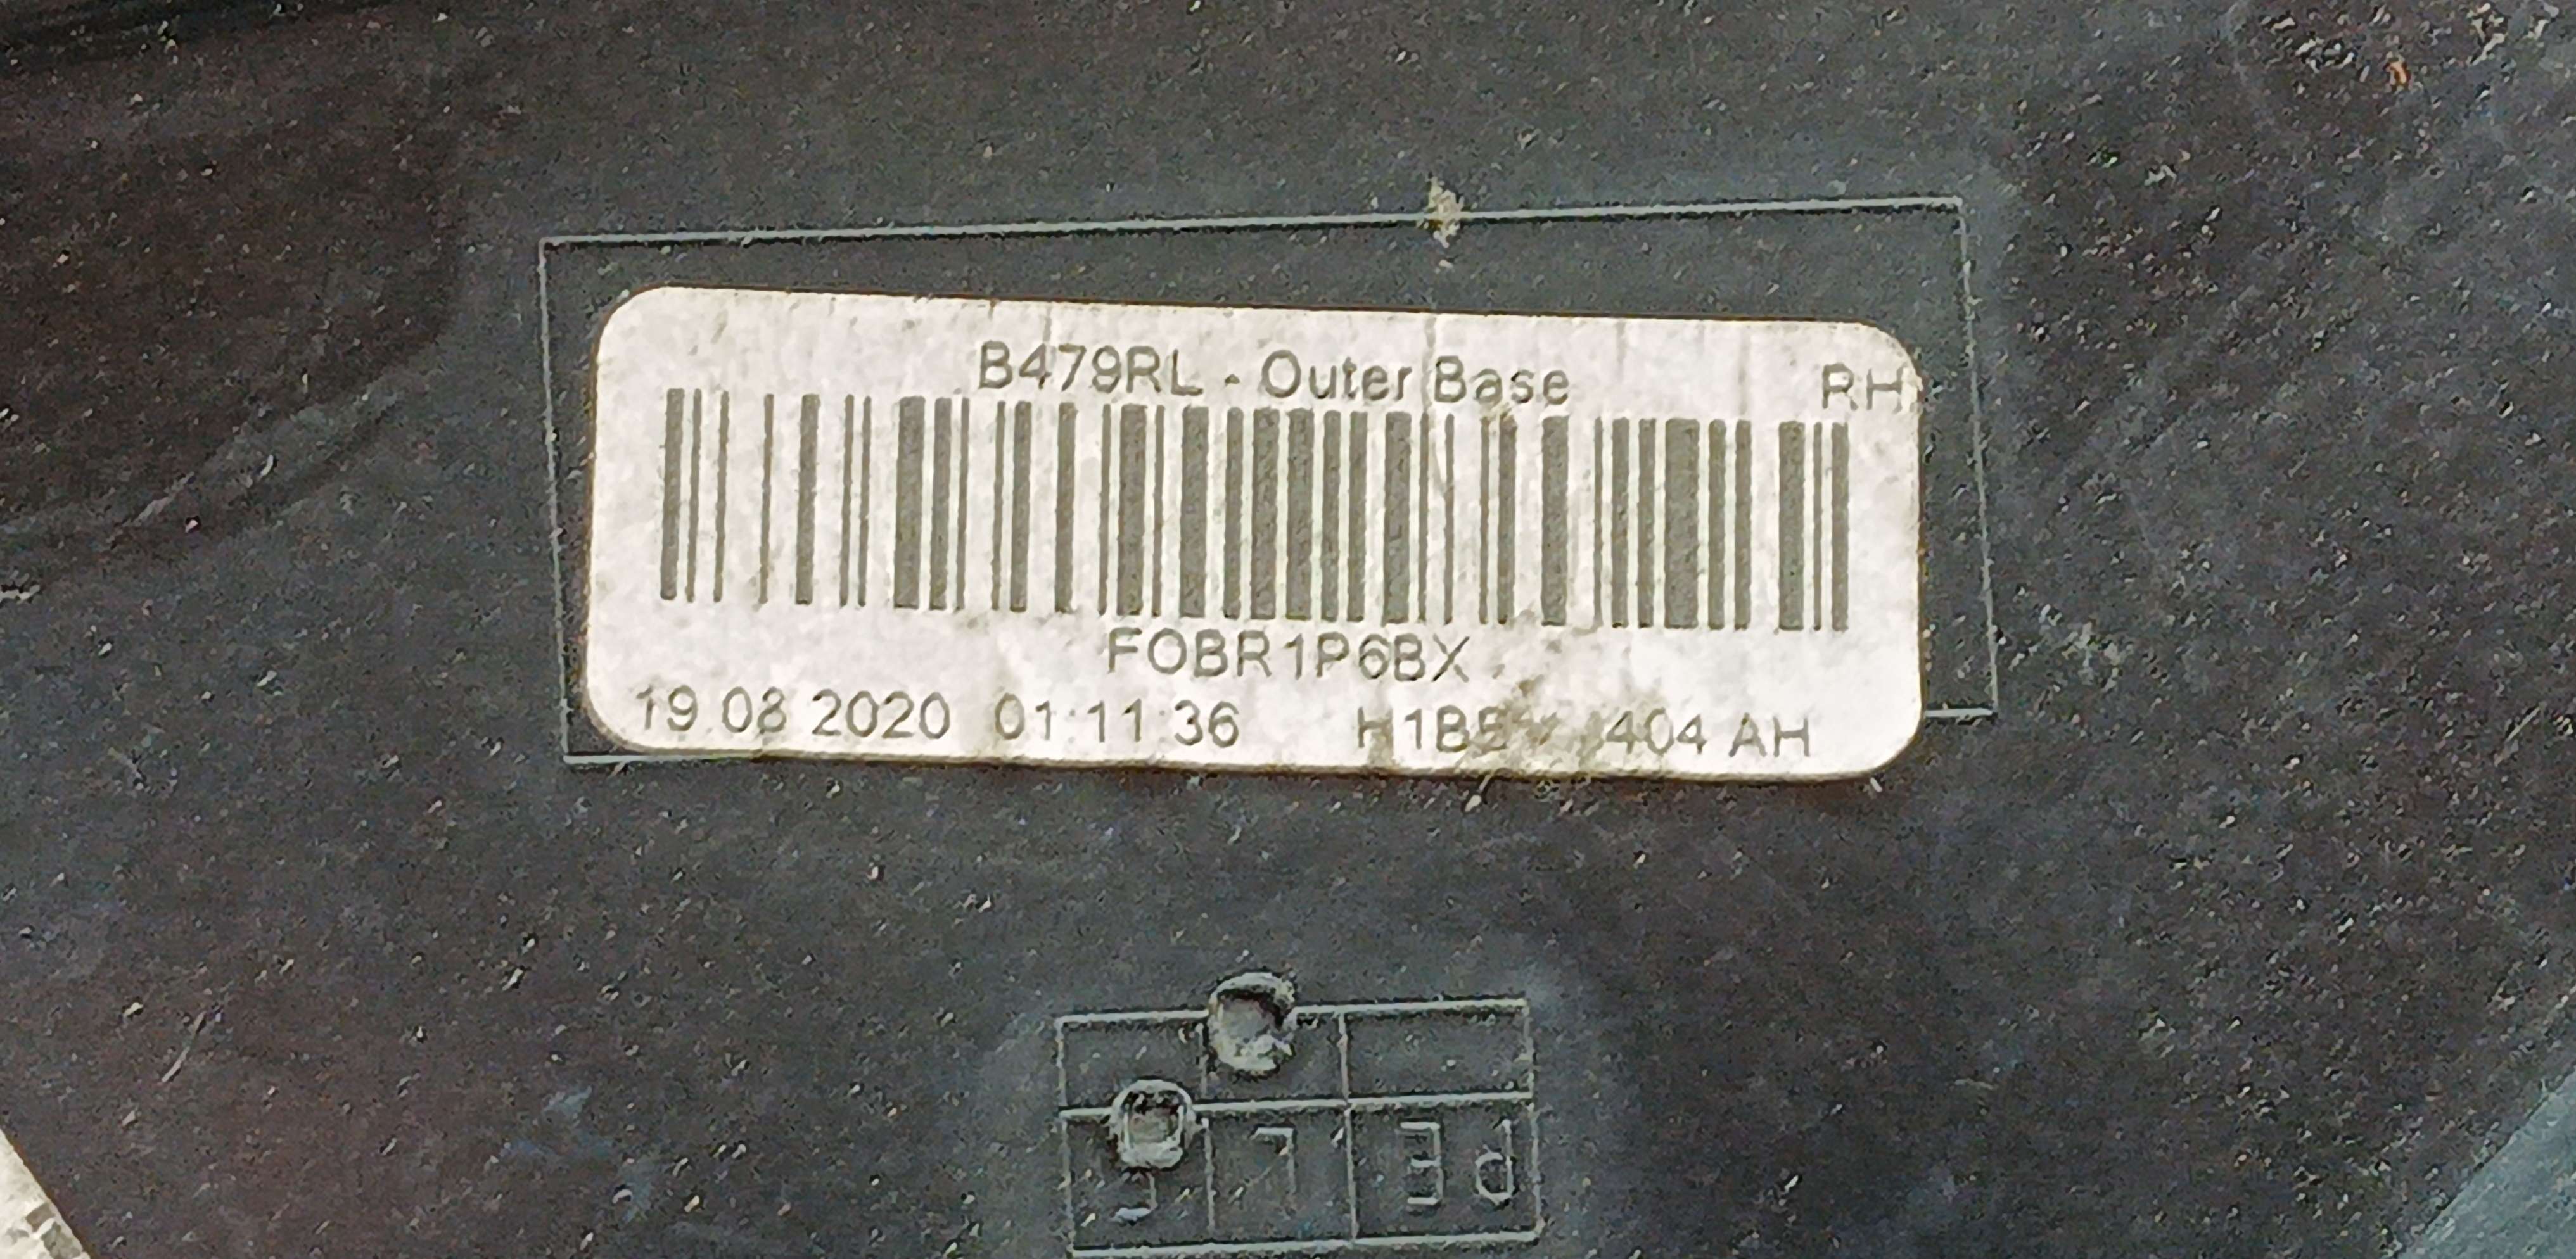 B479RL - Outer Base RH
FOBR1P6BX
19.08.2020 01:11:36 404 AH